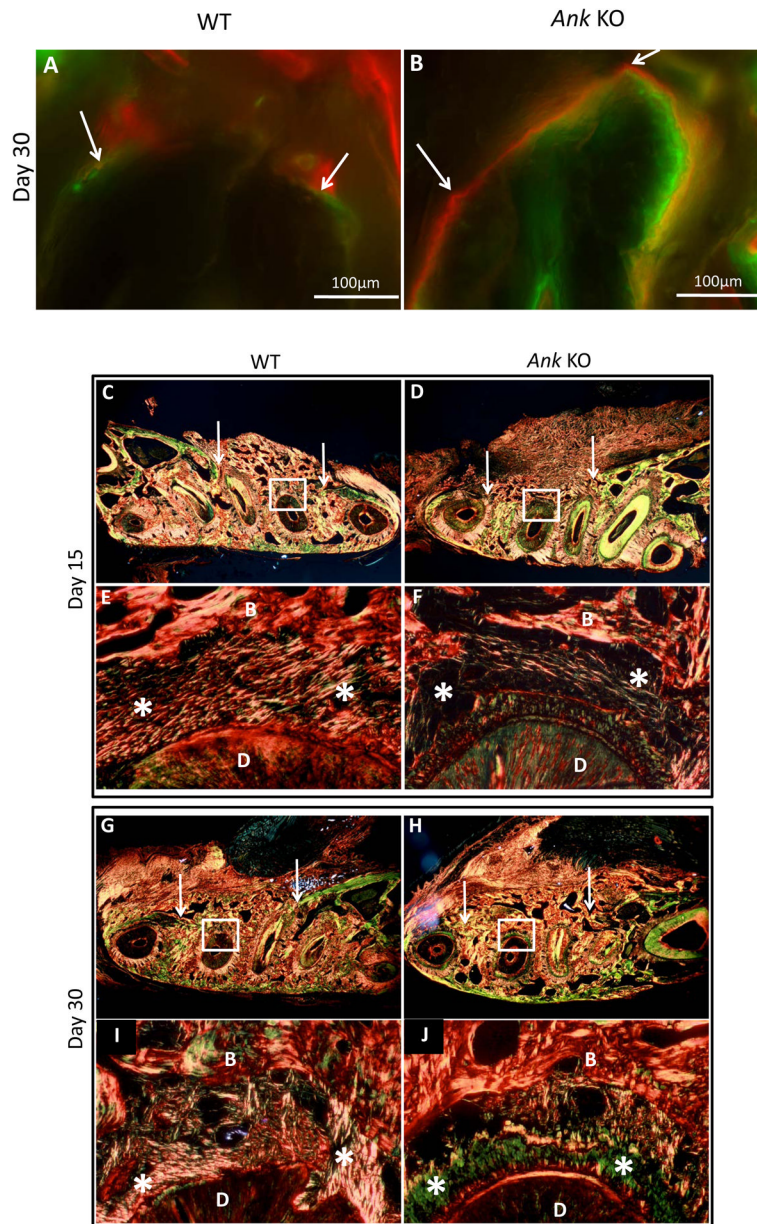 WT Ank KO
A B
Day 30
100μm 100μm
WT Ank KO
C D
Day 15
E B F B
* * * *
D D
G H
Day 30
I B J B
* * * *
D D